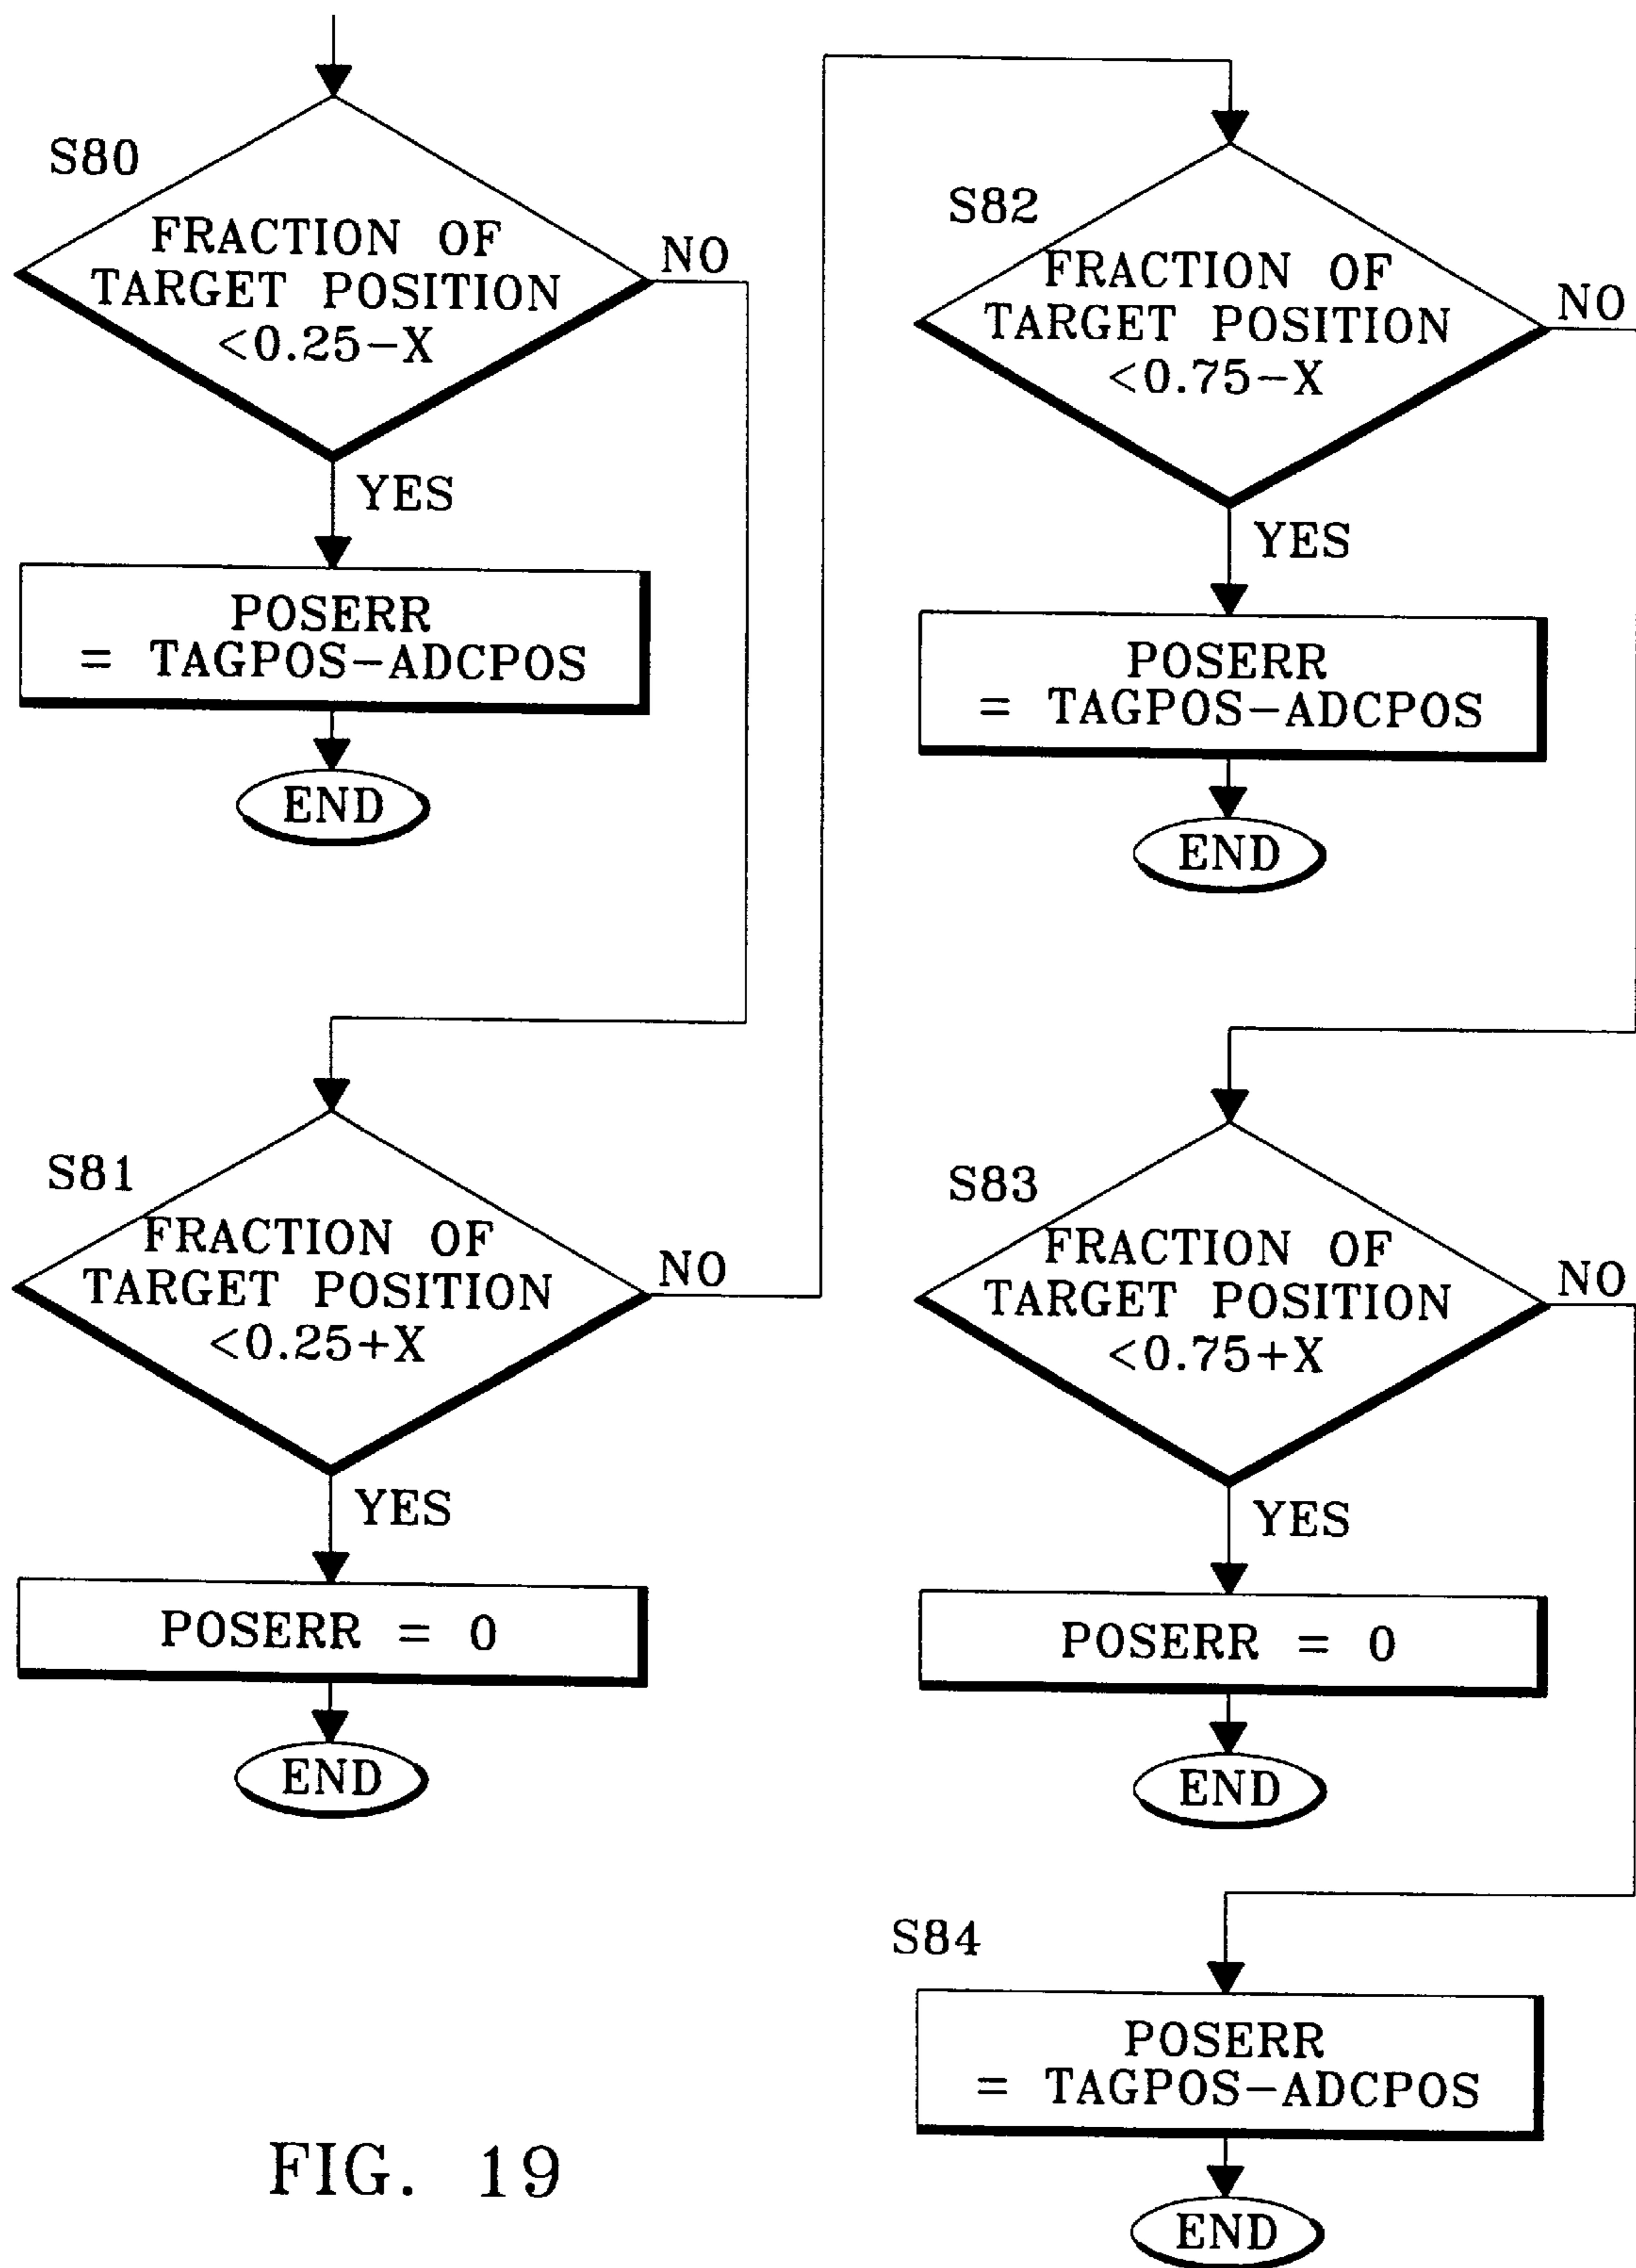 S80
FRACTION OF
TARGET POSITION
<0.25-X
NO
YES
POSERR
= TAGPOS-ADCPOS
END
S81
FRACTION OF
TARGET POSITION
<0.25+X
NO
YES
POSERR = 0
END
S82
FRACTION OF
TARGET POSITION
<0.75-X
NO
YES
POSERR
= TAGPOS-ADCPOS
END
S83
FRACTION OF
TARGET POSITION
<0.75+X
NO
YES
POSERR = 0
END
S84
POSERR
= TAGPOS-ADCPOS
END
FIG. 19